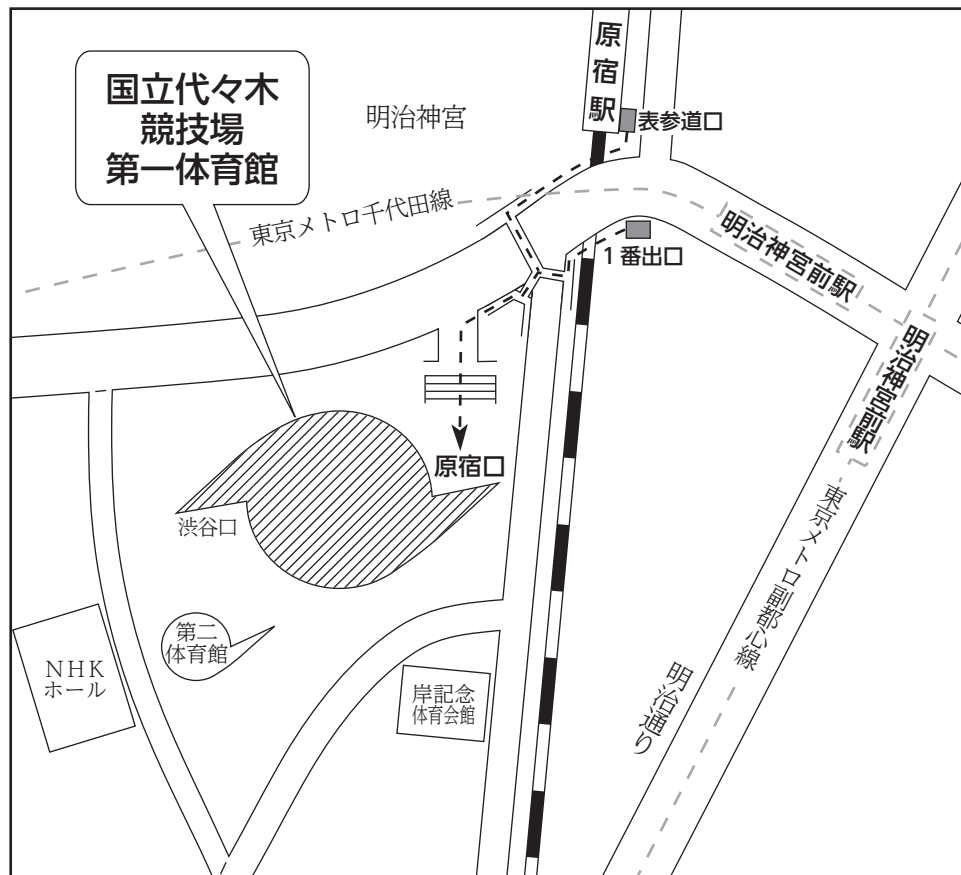 原宿駅
国立代々木
競技場
第一体育館
明治神宮
表参道口
東京メトロ千代田線
1番出口
明治神宮前駅
明治神宮前駅
原宿口
渋谷口
東京メトロ副都心線
第二
体育館
NHK
ホール
岸記念
体育会館
明治通り